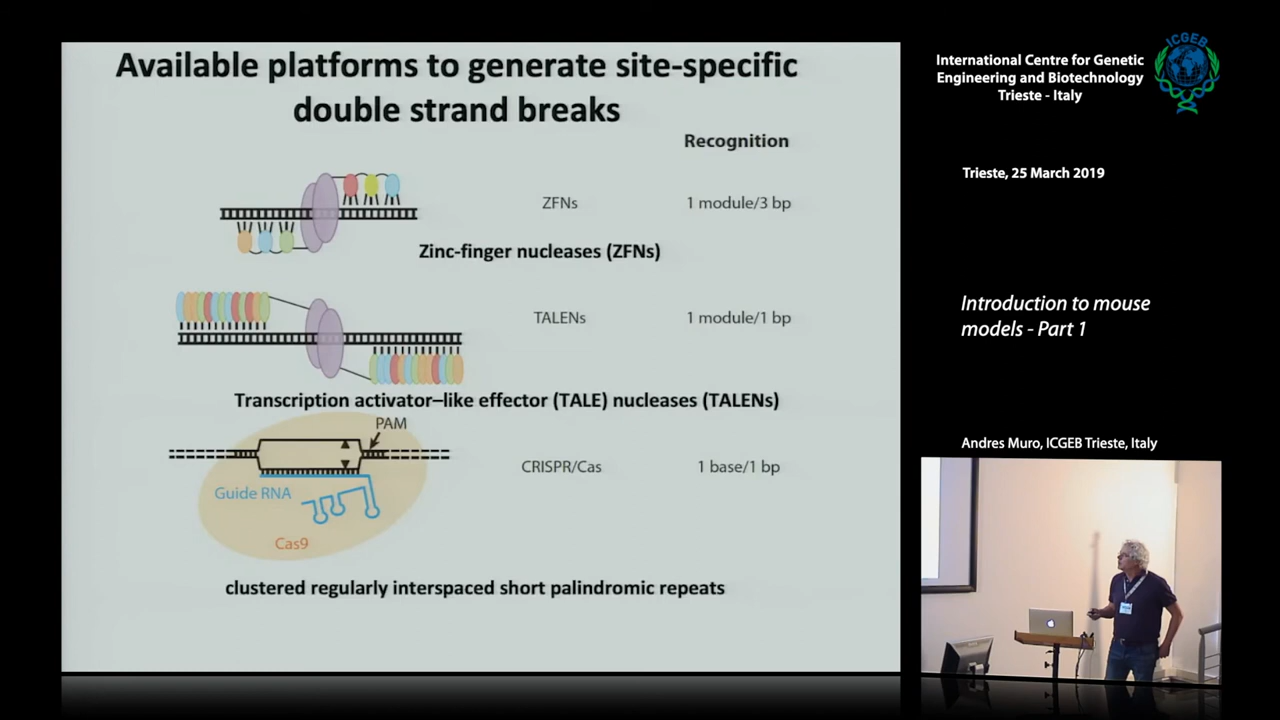 Available platforms to generate site-specific
double strand breaks
Recognition
ZFNs
1 module/3 bp
Zinc-finger nucleases (ZFNs)
TALENs
1 module/1 bp
Transcription activator–like effector (TALE) nucleases (TALENs)
PAM
CRISPR/Cas
1 base/1 bp
Guide RNA
Cas9
clustered regularly interspaced short palindromic repeats
ICGEB
International Centre for Genetic
Engineering and Biotechnology
Trieste - Italy
Trieste, 25 March 2019
Introduction to mouse
models - Part 1
Andres Muro, ICGEB Trieste, Italy